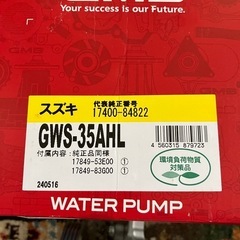 Your success is our Future.
スズキ
代表純正番号
17400-84822
GWS-35AHL
付属内容:純正品同様
17849-53E00 ①
17849-83G00 ①
4 560315 879723
環境負荷物質
対策品
240516
WATER PUMP